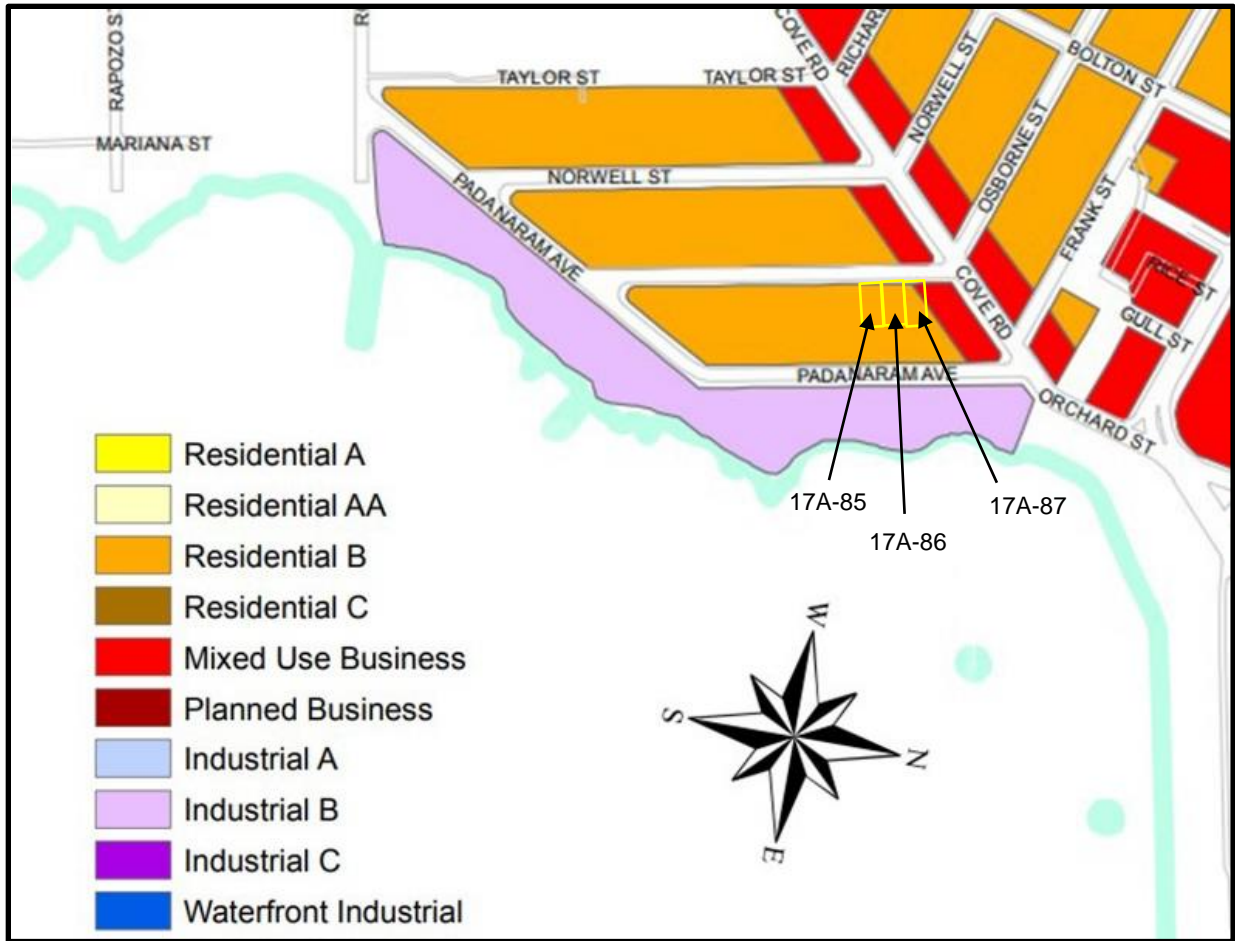 RAPOZO S
R
COVE RD
RICHAR
NORWELL ST
BOLTON ST
TAYLOR ST
TAYLOR ST
MARIANA ST
OSBORNE ST
FRANK ST
NORWELL ST
PADANARAM AVE
RICE ST
COVE RD
GULL ST
PADANARAM AVE
ORCHARD ST
17A-85
17A-86
17A-87
Residential A
Residential AA
Residential B
Residential C
Mixed Use Business
Planned Business
Industrial A
Industrial B
Industrial C
Waterfront Industrial
W
S
N
E